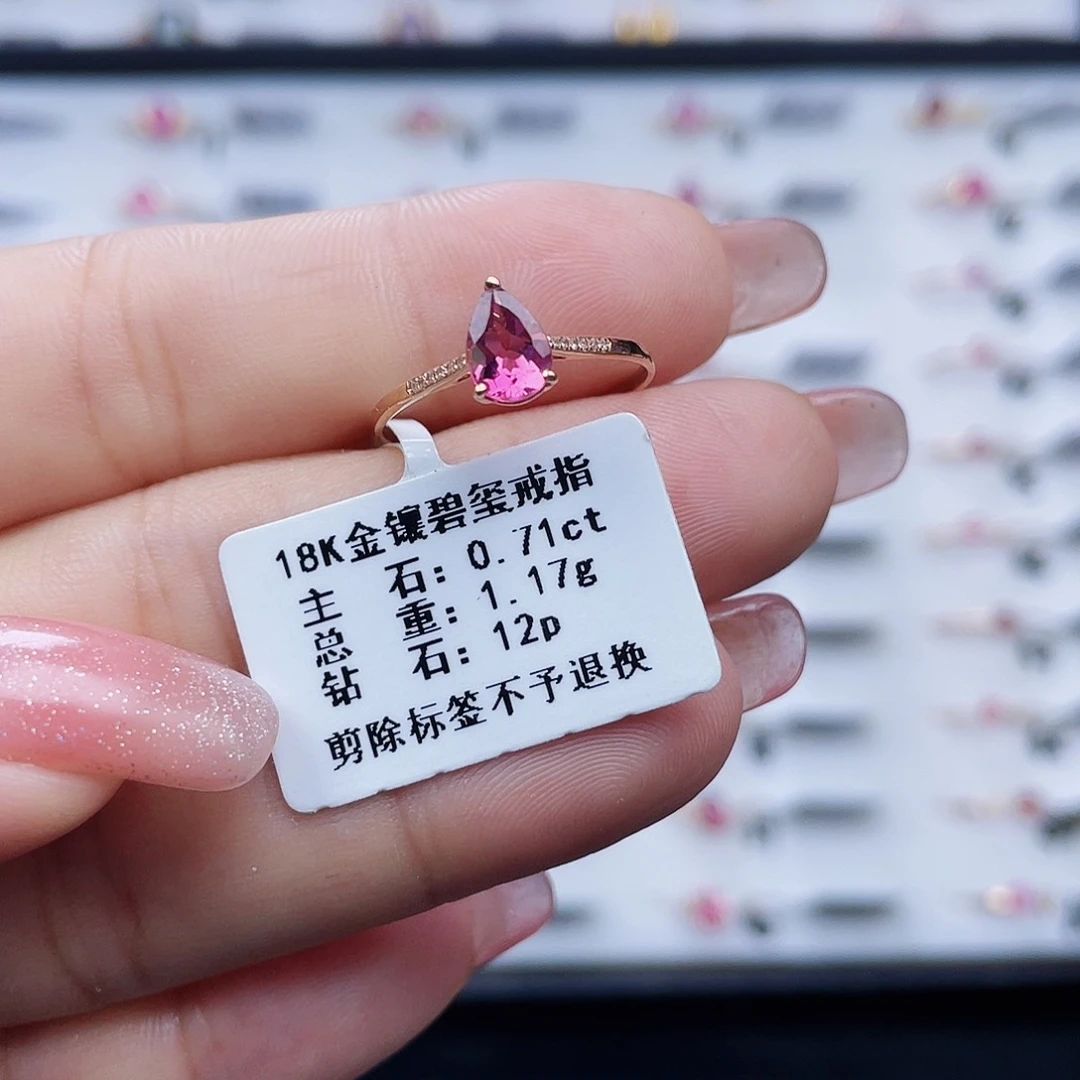 18K金镶碧玺戒指
主 石: 0.71ct
总 重: 1.17g
钻 石: 12p
剪除标签不予退换